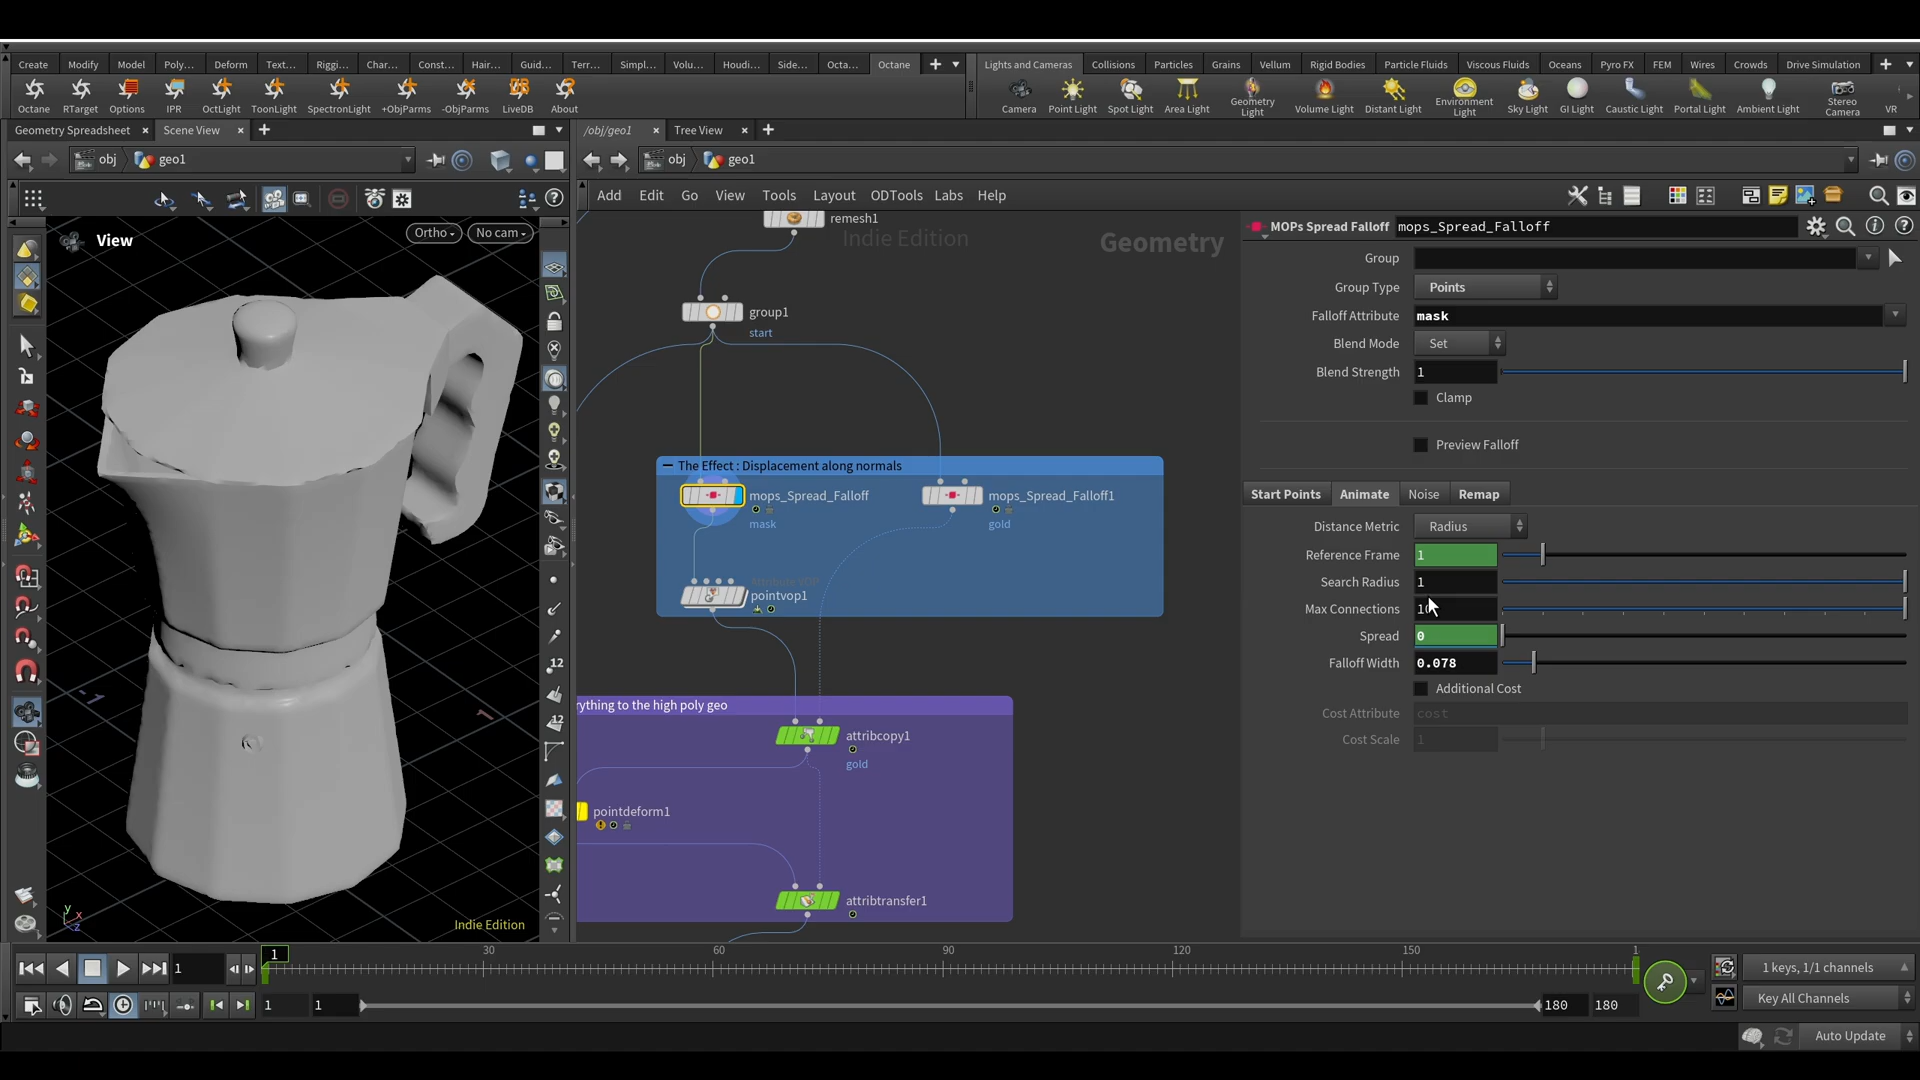 Create Modify Model Poly... Deform Text... Riggi... Char... Const... Hair... Guid... Terr... Simpl... Volu... Houdi... Side... Octa... Octane
Lights and Cameras Collisions Particles Grains Vellum Rigid Bodies Particle Fluids Viscous Fluids Oceans Pyro FX FEM Wires Crowds Drive Simulation
Octane RTarget Options IPR OctLight ToonLight SpectronLight +ObjParms -ObjParms LiveDB About
Camera Point Light Spot Light Area Light Geometry Light Volume Light Distant Light Environment Light Sky Light GI Light Caustic Light Portal Light Ambient Light Stereo Camera VR
Geometry Spreadsheet Scene View
/obj/geo1 Tree View
obj geo1
obj geo1
Add Edit Go View Tools Layout ODTools Labs Help
View
Ortho No cam
Indie Edition
remesh1
Indie Edition
Geometry
group1
start
The Effect : Displacement along normals
mops_Spread_Falloff
mask
mops_Spread_Falloff1
gold
Attribute VOP
pointvop1
rything to the high poly geo
attribcopy1
gold
pointdeform1
attribtransfer1
MOPs Spread Falloff mops_Spread_Falloff
Group
Group Type Points
Falloff Attribute mask
Blend Mode Set
Blend Strength 1
Clamp
Preview Falloff
Start Points Animate Noise Remap
Distance Metric Radius
Reference Frame 1
Search Radius 1
Max Connections
Spread 0
Falloff Width 0.078
Additional Cost
Cost Attribute cost
Cost Scale 1
12
12
-1
y
x
z
1
1 30 60 90 120 150 1
1 keys, 1/1 channels
1 1 180 180
Key All Channels
Auto Update